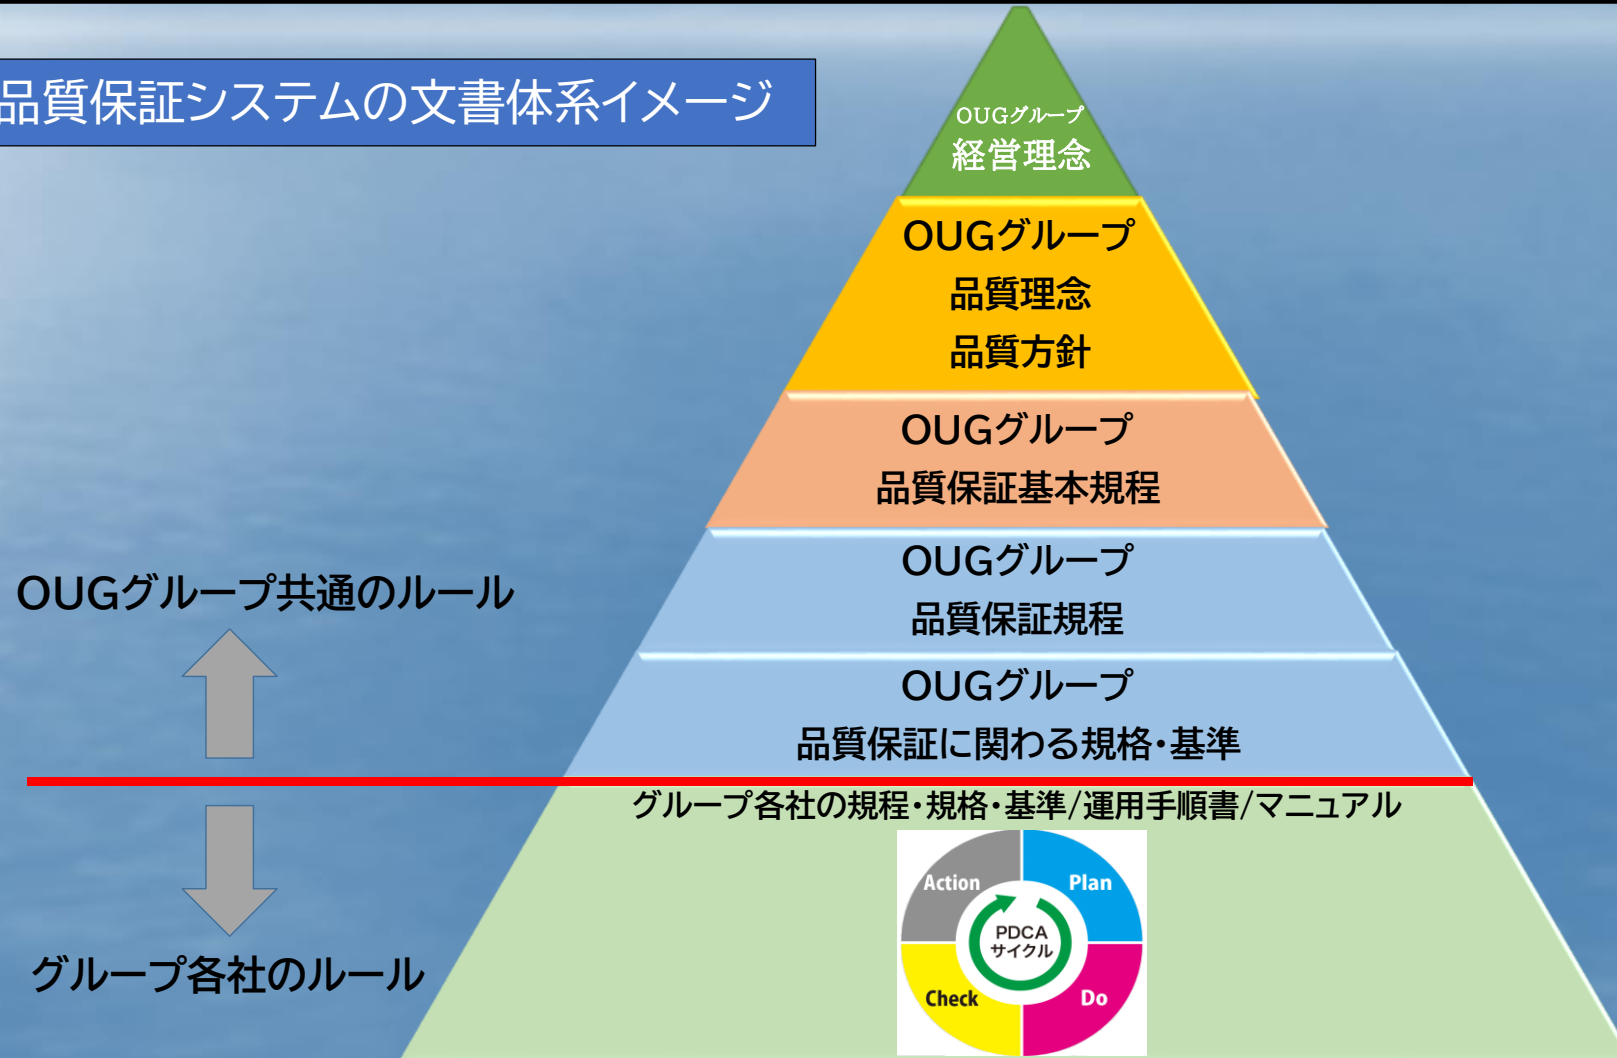 品質保証システムの文書体系イメージ
OUGグループ
経営理念
OUGグループ
品質理念
品質方針
OUGグループ
品質保証基本規程
OUGグループ
品質保証規程
OUGグループ
品質保証に関わる規格・基準
OUGグループ共通のルール
グループ各社の規程・規格・基準/運用手順書/マニュアル
グループ各社のルール
Action
Plan
PDCA
サイクル
Check
Do